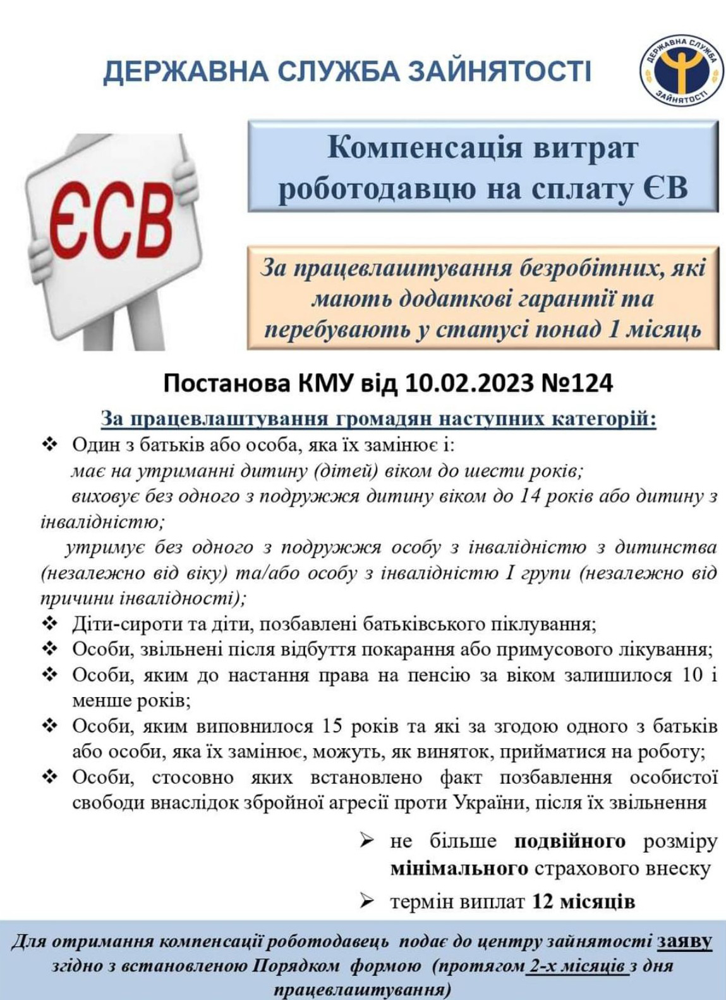 ДЕРЖАВНА СЛУЖБА ЗАЙНЯТОСТІ
ДЕРЖАВНА СЛУЖБА
ЗАЙНЯТОСТІ
Компенсація витрат
роботодавцю на сплату ЄВ
ЄСВ
За працевлаштування безробітних, які
мають додаткові гарантії та
перебувають у статусі понад 1 місяць
Постанова КМУ від 10.02.2023 №124
За працевлаштування громадян наступних категорій:
❖ Один з батьків або особа, яка їх замінює і:
має на утриманні дитину (дітей) віком до шести років;
виховує без одного з подружжя дитину віком до 14 років або дитину з
інвалідністю;
утримує без одного з подружжя особу з інвалідністю з дитинства
(незалежно від віку) та/або особу з інвалідністю І групи (незалежно від
причини інвалідності);
❖ Діти-сироти та діти, позбавлені батьківського піклування;
❖ Особи, звільнені після відбуття покарання або примусового лікування;
❖ Особи, яким до настання права на пенсію за віком залишилося 10 і
менше років;
❖ Особи, яким виповнилося 15 років та які за згодою одного з батьків
або особи, яка їх замінює, можуть, як виняток, прийматися на роботу;
❖ Особи, стосовно яких встановлено факт позбавлення особистої
свободи внаслідок збройної агресії проти України, після їх звільнення
➢ не більше подвійного розміру
мінімального страхового внеску
➢ термін виплат 12 місяців
Для отримання компенсації роботодавець подає до центру зайнятості заяву
згідно з встановленою Порядком формою (протягом 2-х місяців з дня
працевлаштування)